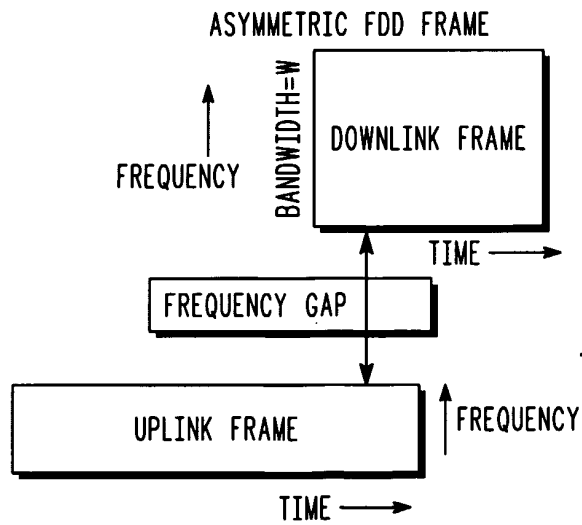 ASYMMETRIC FDD FRAME
BANDWIDTH=W
DOWNLINK FRAME
FREQUENCY
TIME
FREQUENCY GAP
UPLINK FRAME
FREQUENCY
TIME